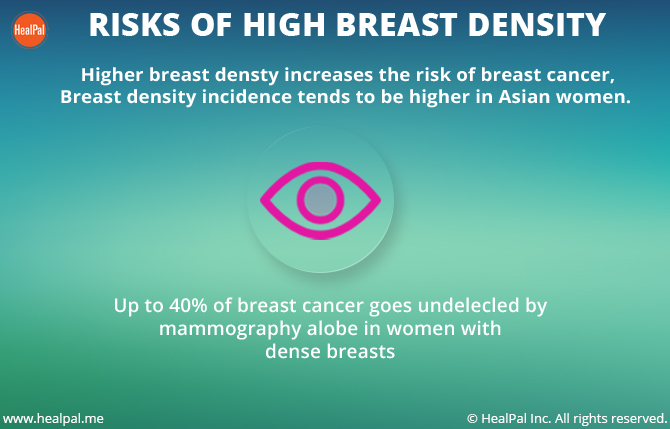 HealPal
RISKS OF HIGH BREAST DENSITY
Higher breast densty increases the risk of breast cancer,
Breast density incidence tends to be higher in Asian women.
Up to 40% of breast cancer goes undelecled by
mammography alobe in women with
dense breasts
www.healpal.me
© HealPal Inc. All rights reserved.